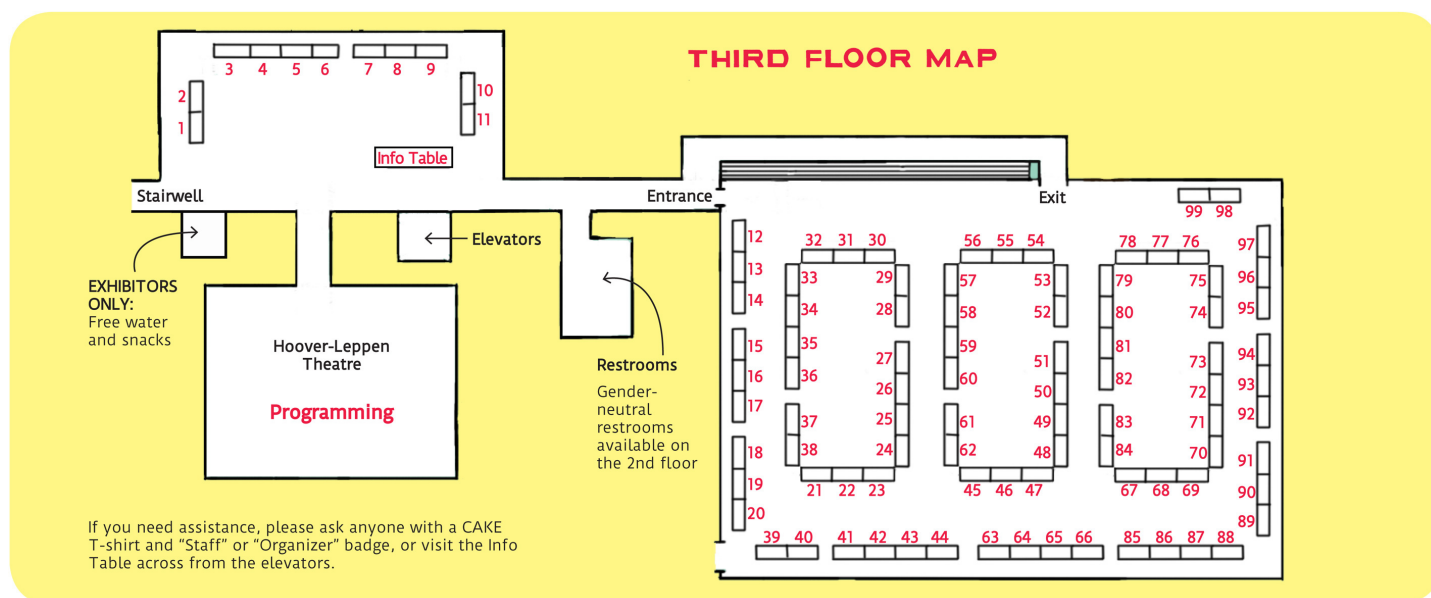 THIRD FLOOR MAP
3 4 5 6 7 8 9
2
1
10
11
Info Table
Stairwell
Entrance
Exit
99 98
Elevators
EXHIBITORS
ONLY:
Free water
and snacks
Hoover-Leppen
Theatre
Programming
Restrooms
Gender-
neutral
restrooms
available on
the 2nd floor
12
13
14
15
16
17
18
19
20
32 31 30
33
34
35
36
37
38
29
28
27
26
25
24
21 22 23
56 55 54
57
58
59
60
61
62
53
52
51
50
49
48
45 46 47
78 77 76
79
80
81
82
83
84
75
74
73
72
71
70
67 68 69
97
96
95
94
93
92
91
90
89
39 40 41 42 43 44 63 64 65 66 85 86 87 88
If you need assistance, please ask anyone with a CAKE
T-shirt and “Staff” or “Organizer” badge, or visit the Info
Table across from the elevators.